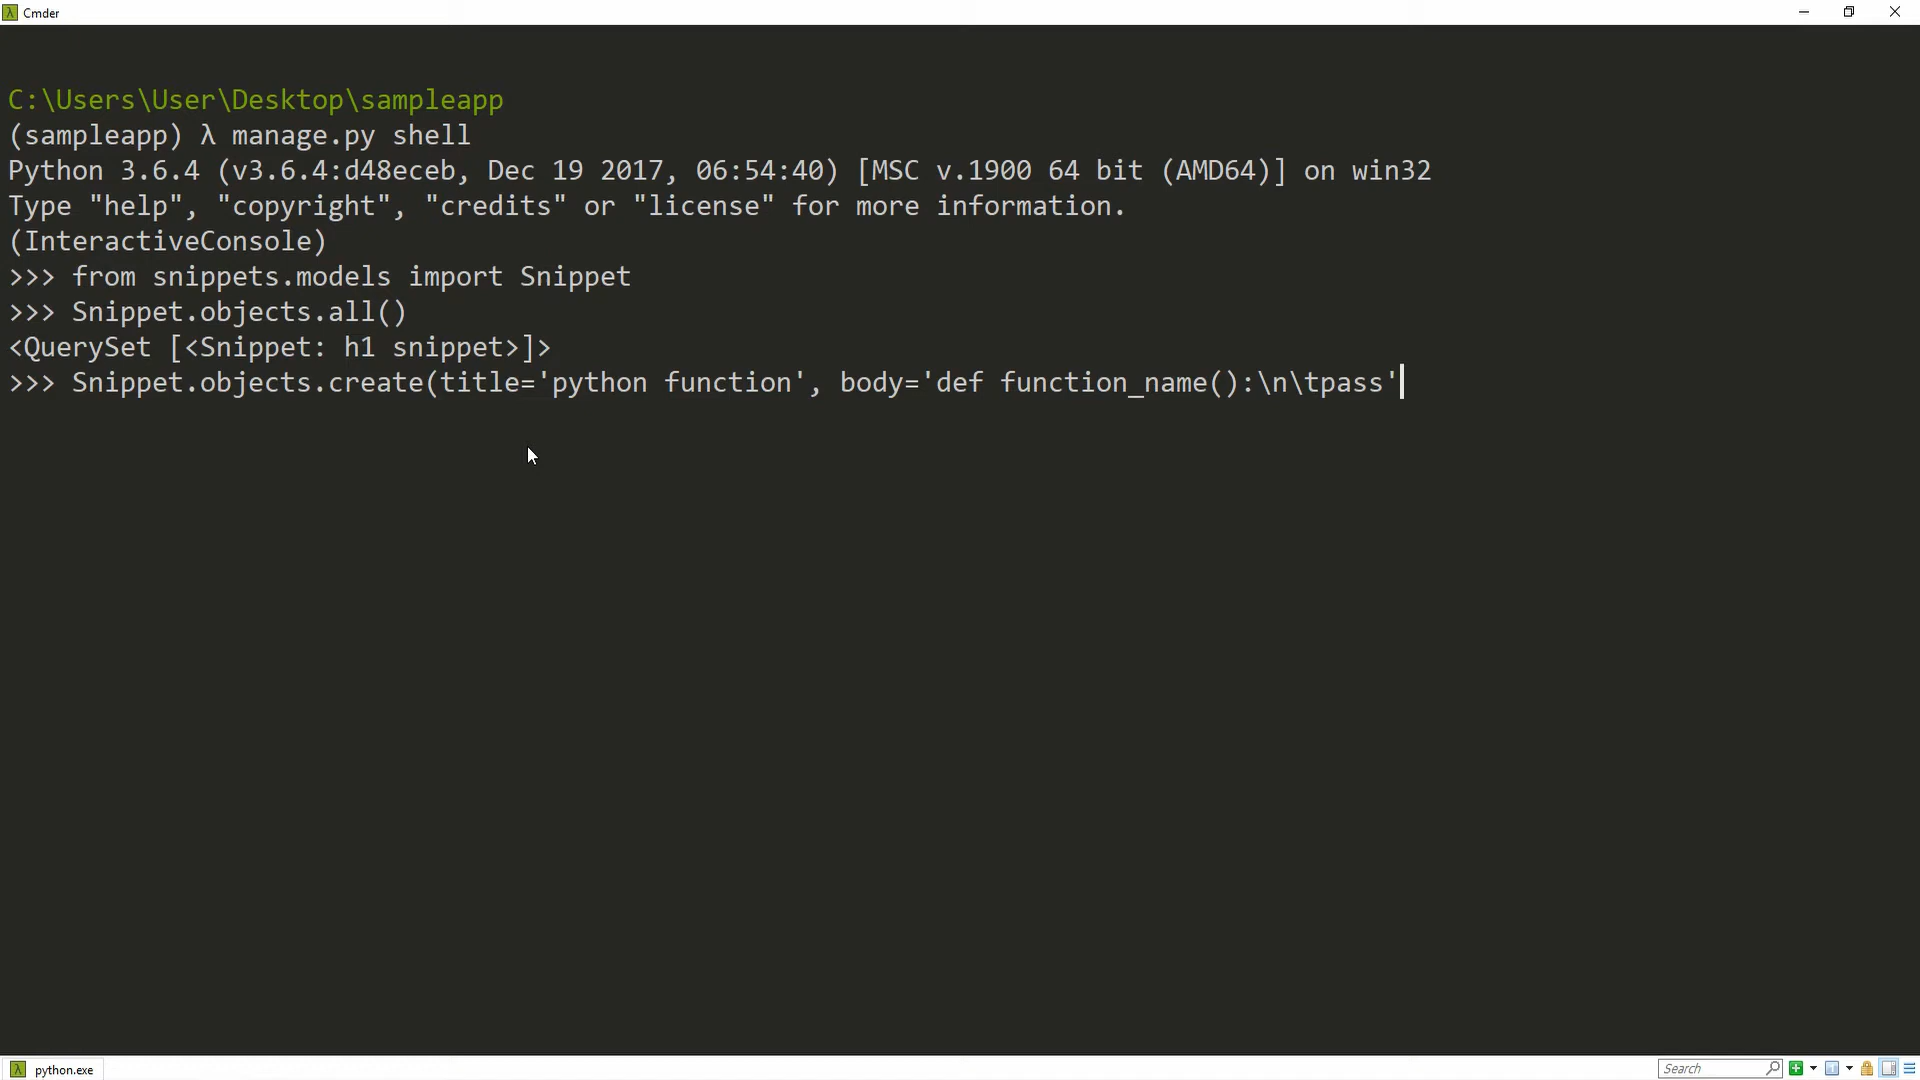 λ Cmder
C:\Users\User\Desktop\sampleapp
(sampleapp) λ manage.py shell
Python 3.6.4 (v3.6.4:d48eceb, Dec 19 2017, 06:54:40) [MSC v.1900 64 bit (AMD64)] on win32
Type "help", "copyright", "credits" or "license" for more information.
(InteractiveConsole)
>>> from snippets.models import Snippet
>>> Snippet.objects.all()
<QuerySet [<Snippet: h1 snippet>]>
>>> Snippet.objects.create(title='python function', body='def function_name():\n\tpass'
λ python.exe
Search